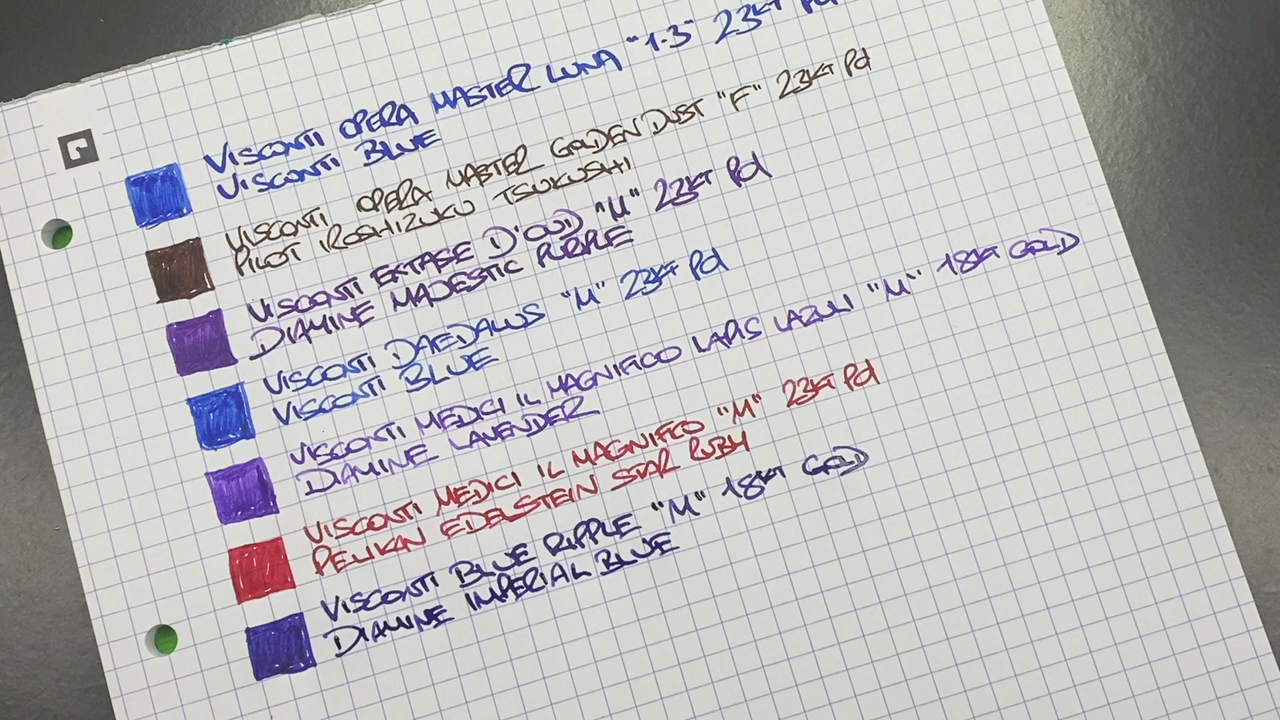 VISCONTI OPERA MASTER LUNA "1.3" 23KT Pd
VISCONTI BLUE
VISCONTI OPERA MASTER GOLDEN DUST "F" 23KT Pd
PILOT IROSHIZUKU TSUKUSHI
VISCONTI EXTASE D'OUD "M" 23KT Pd
DIAMINE MAJESTIC PURPLE
VISCONTI DAEDALUS "M" 23KT Pd
VISCONTI BLUE
VISCONTI MEDICI IL MAGNIFICO LAPIS LAZULI "M" 18KT GOLD
DIAMINE LAVENDER
VISCONTI MEDICI IL MAGNIFICO "M" 23KT Pd
PELIKAN EDELSTEIN STAR RUBY
VISCONTI BLUE RIPPLE "M" 18KT GOLD
DIAMINE IMPERIAL BLUE